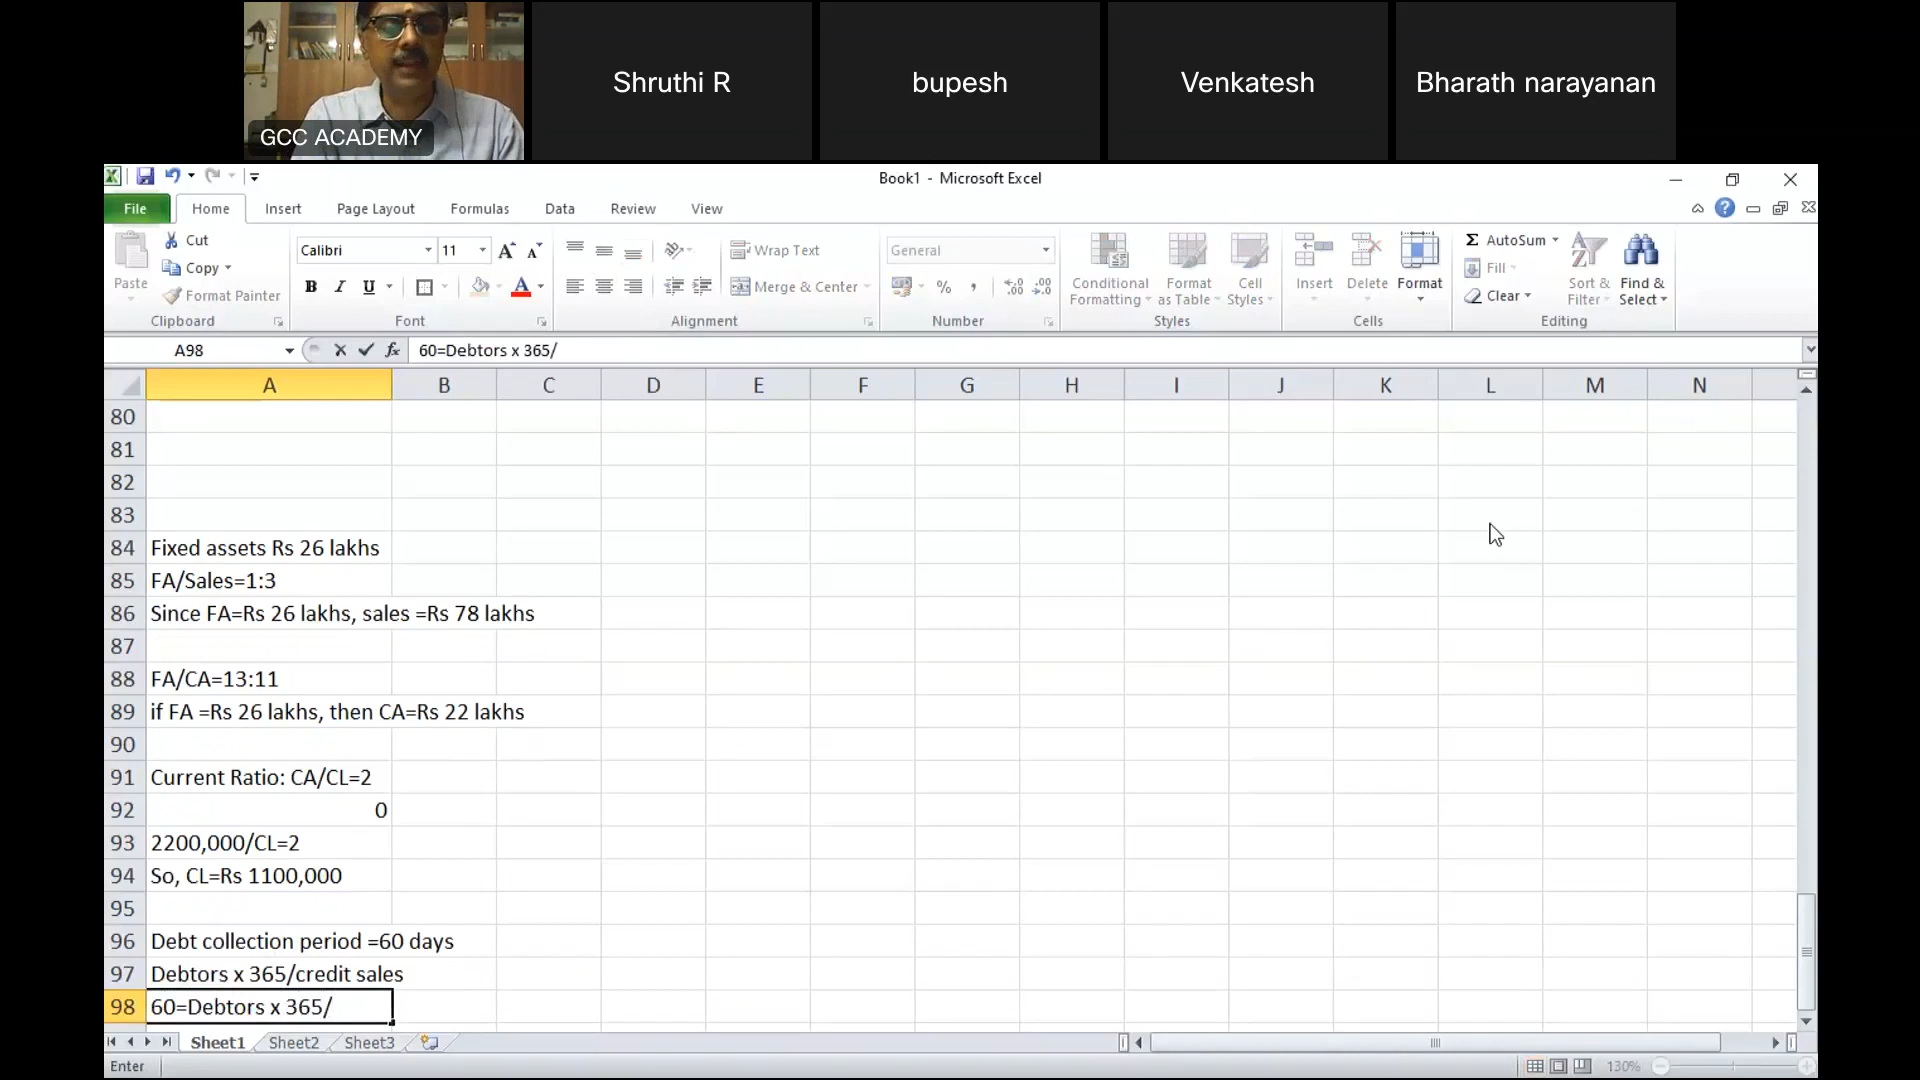 Shruthi R
bupesh
Venkatesh
Bharath narayanan
GCC ACADEMY
Book1 - Microsoft Excel
File Home Insert Page Layout Formulas Data Review View
Cut
Copy
Format Painter
Paste
Clipboard
Calibri 11
B I U
Font
Wrap Text
Merge & Center
Alignment
General
Number
Conditional Formatting
Format as Table
Cell Styles
Styles
Insert Delete Format
Cells
AutoSum
Fill
Clear
Sort & Filter
Find & Select
Editing
A98 fx 60=Debtors x 365/
A B C D E F G H I J K L M N
80
81
82
83
84 Fixed assets Rs 26 lakhs
85 FA/Sales=1:3
86 Since FA=Rs 26 lakhs, sales =Rs 78 lakhs
87
88 FA/CA=13:11
89 if FA =Rs 26 lakhs, then CA=Rs 22 lakhs
90
91 Current Ratio: CA/CL=2
92 0
93 2200,000/CL=2
94 So, CL=Rs 1100,000
95
96 Debt collection period =60 days
97 Debtors x 365/credit sales
98 60=Debtors x 365/
Sheet1 Sheet2 Sheet3
Enter 130%